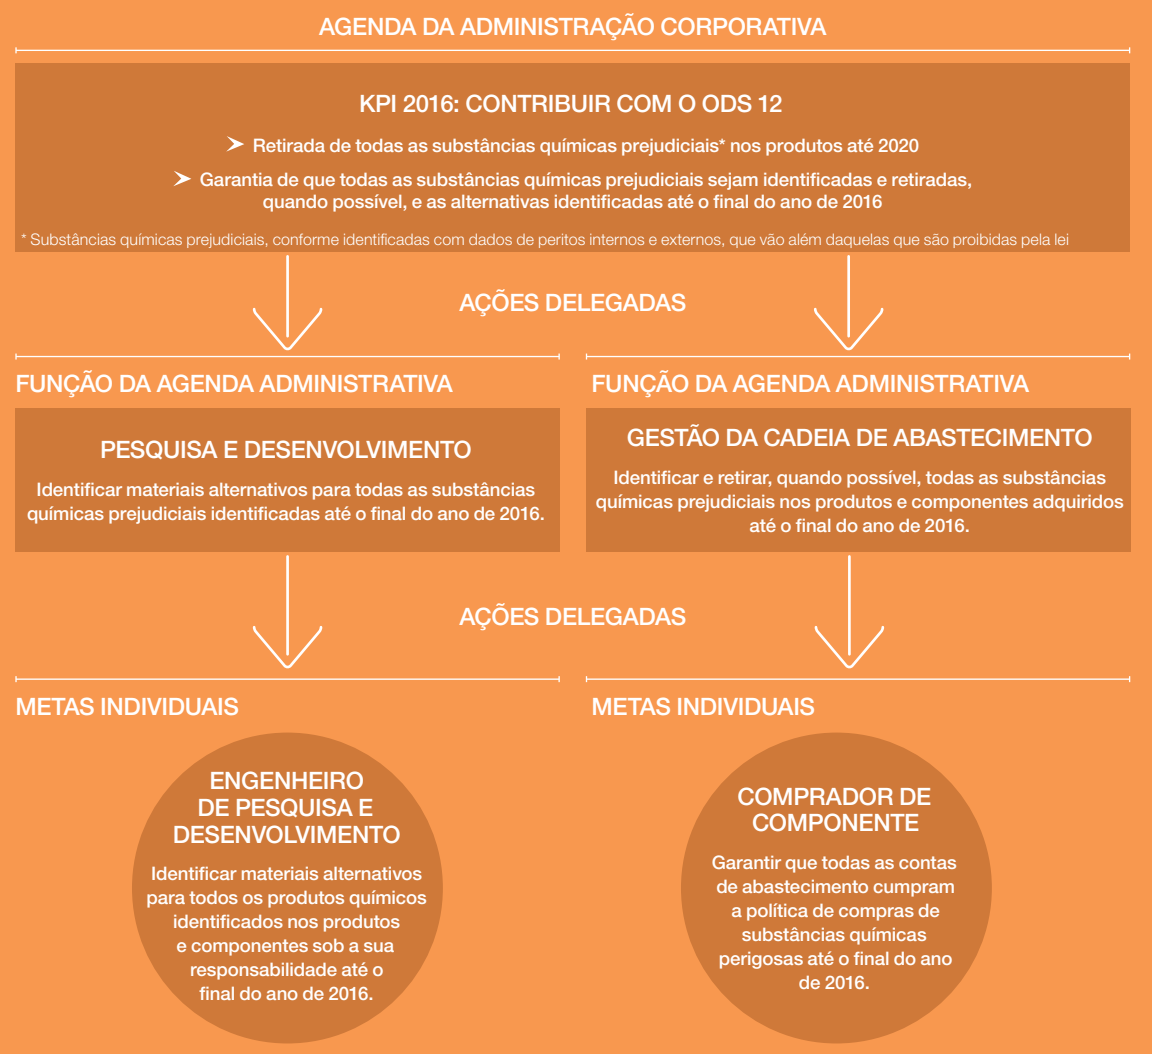 AGENDA DA ADMINISTRAÇÃO CORPORATIVA
KPI 2016: CONTRIBUIR COM O ODS 12
➤ Retirada de todas as substâncias químicas prejudiciais* nos produtos até 2020
➤ Garantia de que todas as substâncias químicas prejudiciais sejam identificadas e retiradas,
quando possível, e as alternativas identificadas até o final do ano de 2016
* Substâncias químicas prejudiciais, conforme identificadas com dados de peritos internos e externos, que vão além daquelas que são proibidas pela lei
AÇÕES DELEGADAS
FUNÇÃO DA AGENDA ADMINISTRATIVA
PESQUISA E DESENVOLVIMENTO
Identificar materiais alternativos para todas as substâncias
químicas prejudiciais identificadas até o final do ano de 2016.
FUNÇÃO DA AGENDA ADMINISTRATIVA
GESTÃO DA CADEIA DE ABASTECIMENTO
Identificar e retirar, quando possível, todas as substâncias
químicas prejudiciais nos produtos e componentes adquiridos
até o final do ano de 2016.
AÇÕES DELEGADAS
METAS INDIVIDUAIS
ENGENHEIRO
DE PESQUISA E
DESENVOLVIMENTO
Identificar materiais alternativos
para todos os produtos químicos
identificados nos produtos
e componentes sob a sua
responsabilidade até o
final do ano de 2016.
METAS INDIVIDUAIS
COMPRADOR DE
COMPONENTE
Garantir que todas as contas
de abastecimento cumpram
a política de compras de
substâncias químicas
perigosas até o final do ano
de 2016.